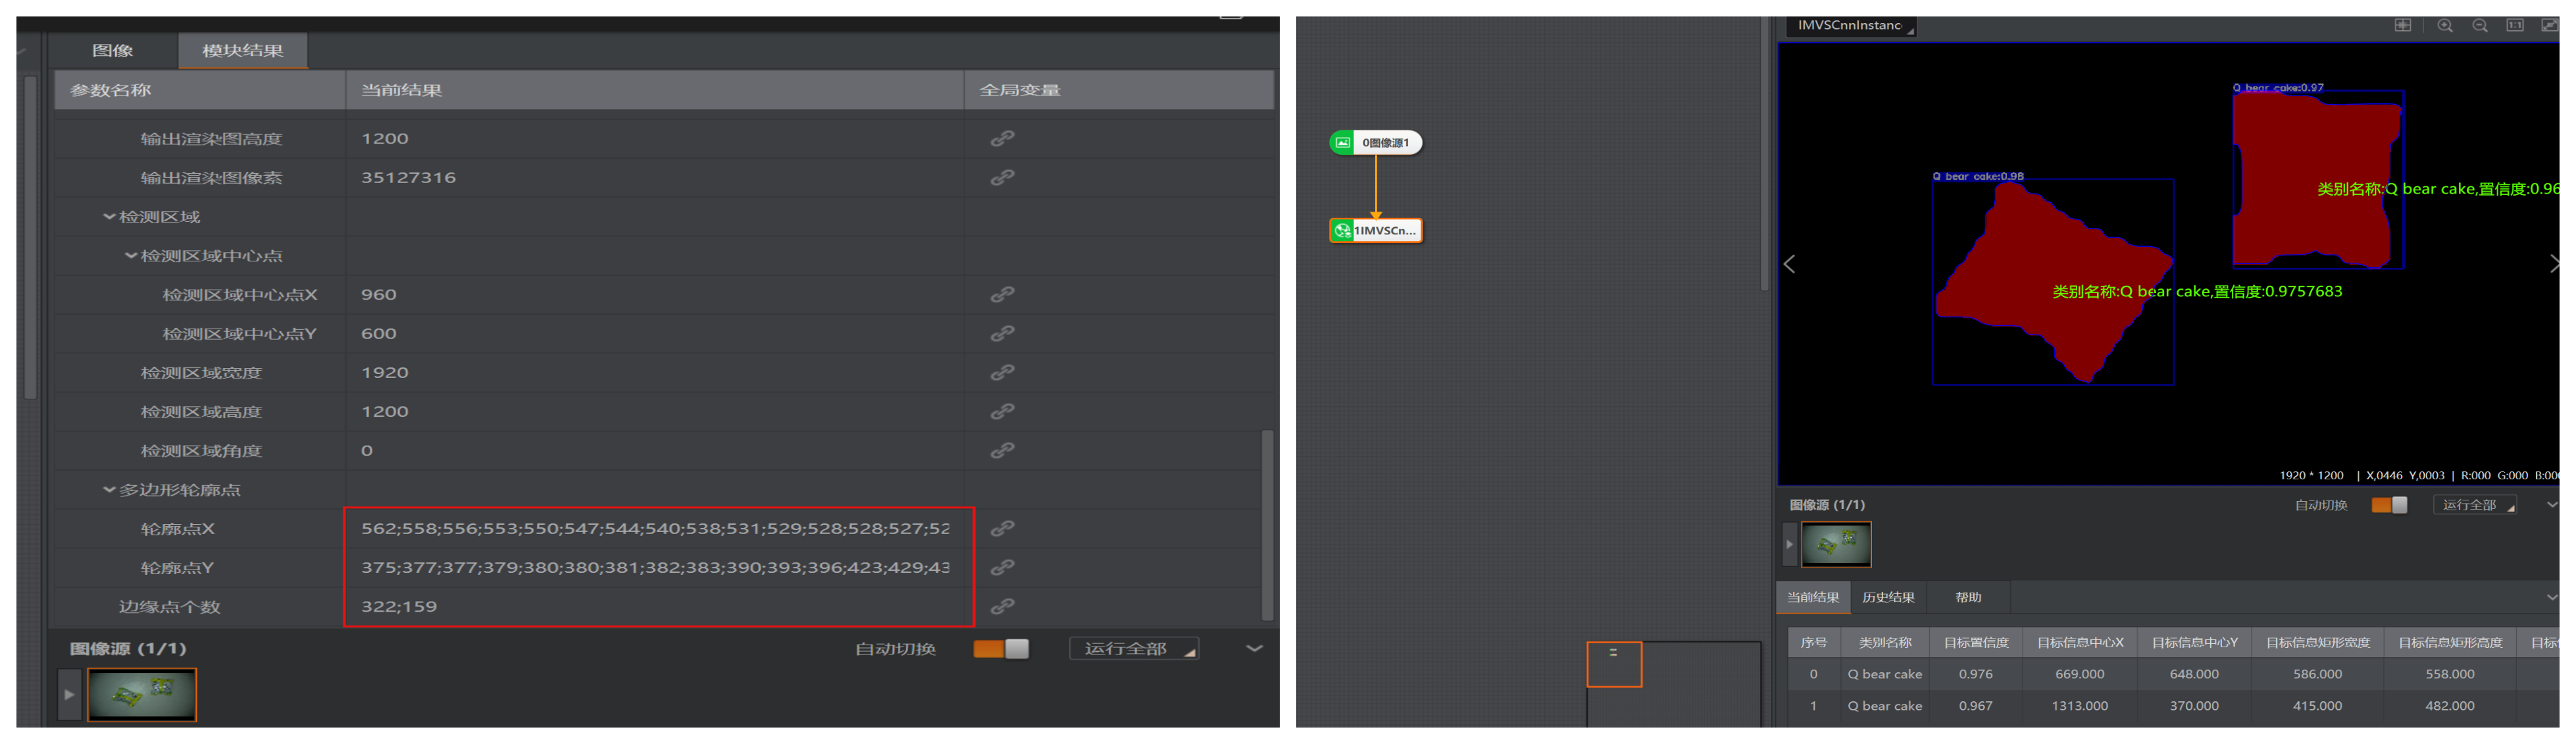 图像 模块结果
参数名称 当前结果 全局变量
输出渲染图高度 1200
输出渲染图像素 35127316
检测区域
检测区域中心点
检测区域中心点X 960
检测区域中心点Y 600
检测区域宽度 1920
检测区域高度 1200
检测区域角度 0
多边形轮廓点
轮廓点X 562;558;556;553;550;547;544;540;538;531;529;528;528;527;52
轮廓点Y 375;377;377;379;380;380;381;382;383;390;393;396;423;429;43
边缘点个数 322;159
图像源 (1/1) 自动切换 运行全部
0图像源1
1IMVSCn...
IMVSCnnInstanc
Q bear cake:0.97
类别名称:Q bear cake,置信度:0.96
Q bear cake:0.98
类别名称:Q bear cake,置信度:0.9757683
1920 * 1200 | X,0446 Y,0003 | R:000 G:000 B:00
图像源 (1/1) 自动切换 运行全部
当前结果 历史结果 帮助
序号 类别名称 目标置信度 目标信息中心X 目标信息中心Y 目标信息矩形宽度 目标信息矩形高度 目标
0 Q bear cake 0.976 669.000 648.000 586.000 558.000
1 Q bear cake 0.967 1313.000 370.000 415.000 482.000